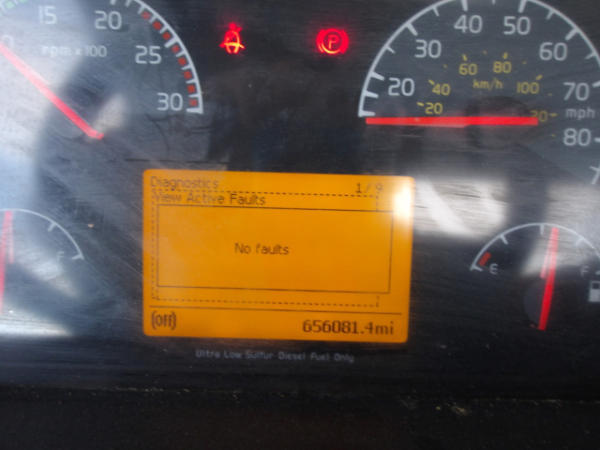 15 20 25 30
rpm x 100
P
20 30 40 50 60 70 80
20 40 60 80 100
km/h
mph
Diagnostics 1/9
View Active Faults
No faults
(off) 656081.4mi
F
E F
Ultra Low Sulfur Diesel Fuel Only